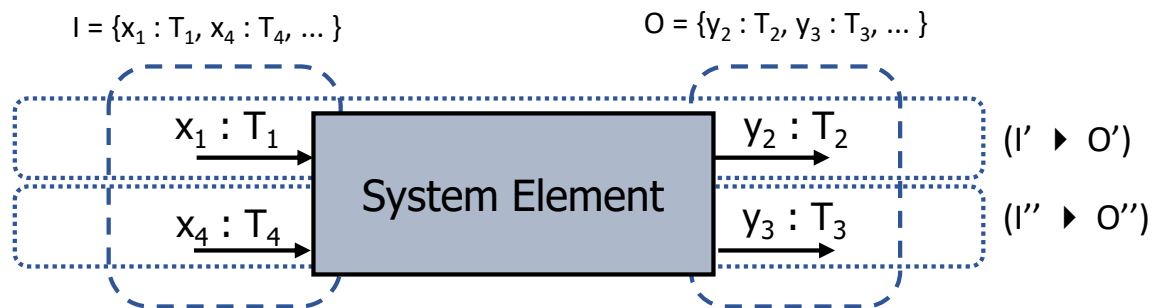 I = {x₁ : T₁, x₄ : T₄, ... }
O = {y₂ : T₂, y₃ : T₃, ... }
x₁ : T₁
y₂ : T₂
(I' ▶ O')
System Element
x₄ : T₄
y₃ : T₃
(I'' ▶ O'')